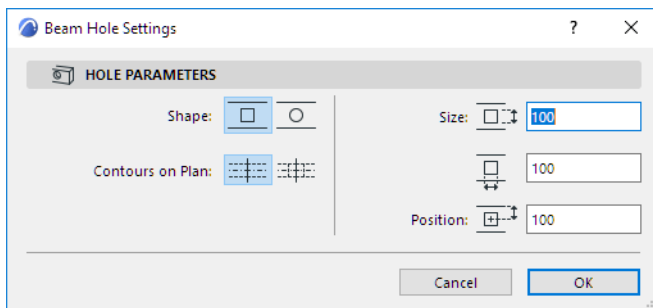 Beam Hole Settings
HOLE PARAMETERS
Shape:
Size: 100
Contours on Plan:
100
Position: 100
Cancel OK